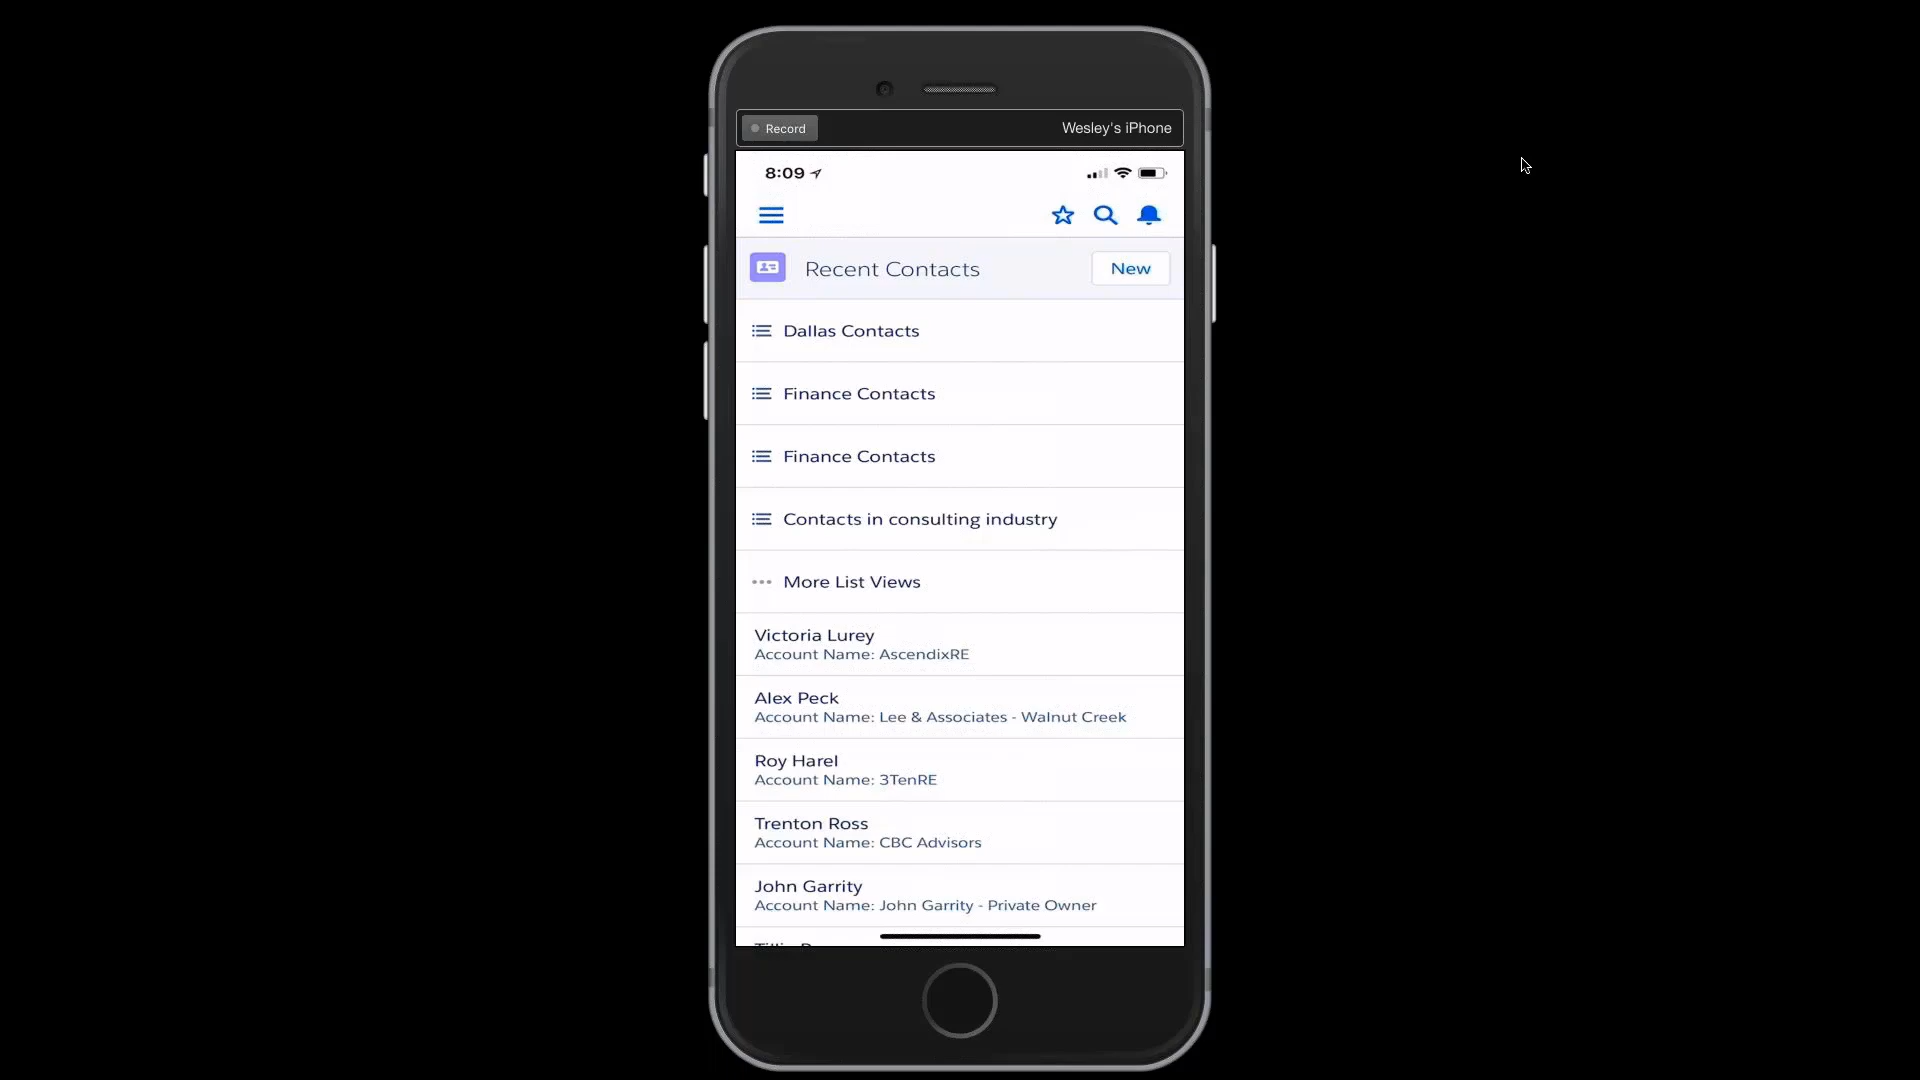 Record
Wesley's iPhone
8:09
Recent Contacts
New
Dallas Contacts
Finance Contacts
Finance Contacts
Contacts in consulting industry
More List Views
Victoria Lurey
Account Name: AscendixRE
Alex Peck
Account Name: Lee & Associates - Walnut Creek
Roy Harel
Account Name: 3TenRE
Trenton Ross
Account Name: CBC Advisors
John Garrity
Account Name: John Garrity - Private Owner